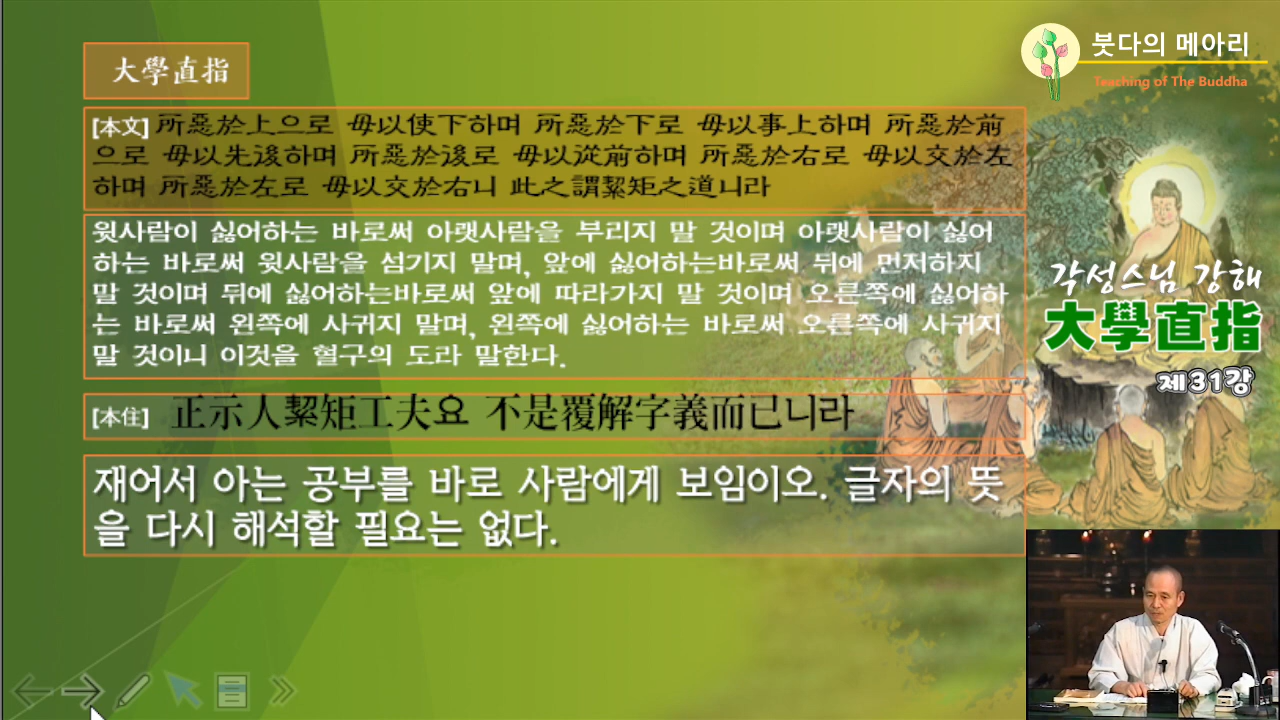 大學直指
[本文] 所惡於上으로 毋以使下하며 所惡於下로 毋以事上하며 所惡於前
으로 毋以先後하며 所惡於後로 毋以從前하며 所惡於右로 毋以交於左
하며 所惡於左로 毋以交於右니 此之謂絜矩之道니라
윗사람이 싫어하는 바로써 아랫사람을 부리지 말 것이며 아랫사람이 싫어
하는 바로써 윗사람을 섬기지 말며, 앞에 싫어하는바로써 뒤에 먼저하지
말 것이며 뒤에 싫어하는바로써 앞에 따라가지 말 것이며 오른쪽에 싫어하
는 바로써 왼쪽에 사귀지 말며, 왼쪽에 싫어하는 바로써 오른쪽에 사귀지
말 것이니 이것을 혈구의 도라 말한다.
[本住] 正示人絜矩工夫요 不是覆解字義而已니라
재어서 아는 공부를 바로 사람에게 보임이오. 글자의 뜻
을 다시 해석할 필요는 없다.
붓다의 메아리
Teaching of The Buddha
각성스님 강해
大學直指
제31강